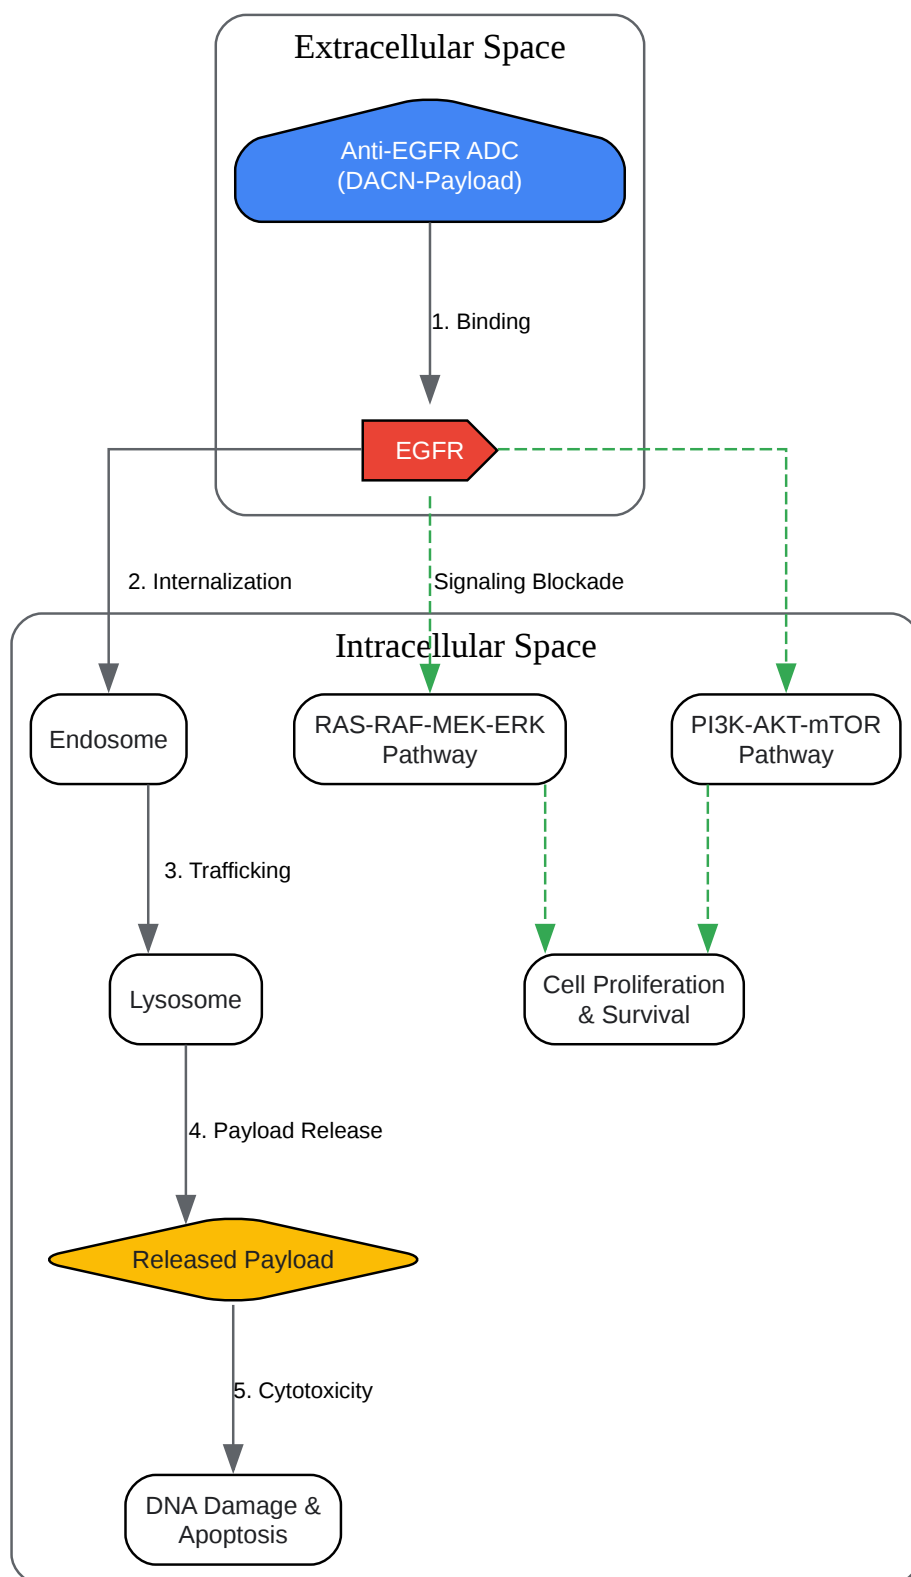 Extracellular Space
Anti-EGFR ADC
(DACN-Payload)
1. Binding
EGFR
2. Internalization
Signaling Blockade
Intracellular Space
Endosome
RAS-RAF-MEK-ERK
Pathway
PI3K-AKT-mTOR
Pathway
3. Trafficking
Lysosome
Cell Proliferation
& Survival
4. Payload Release
Released Payload
5. Cytotoxicity
DNA Damage &
Apoptosis